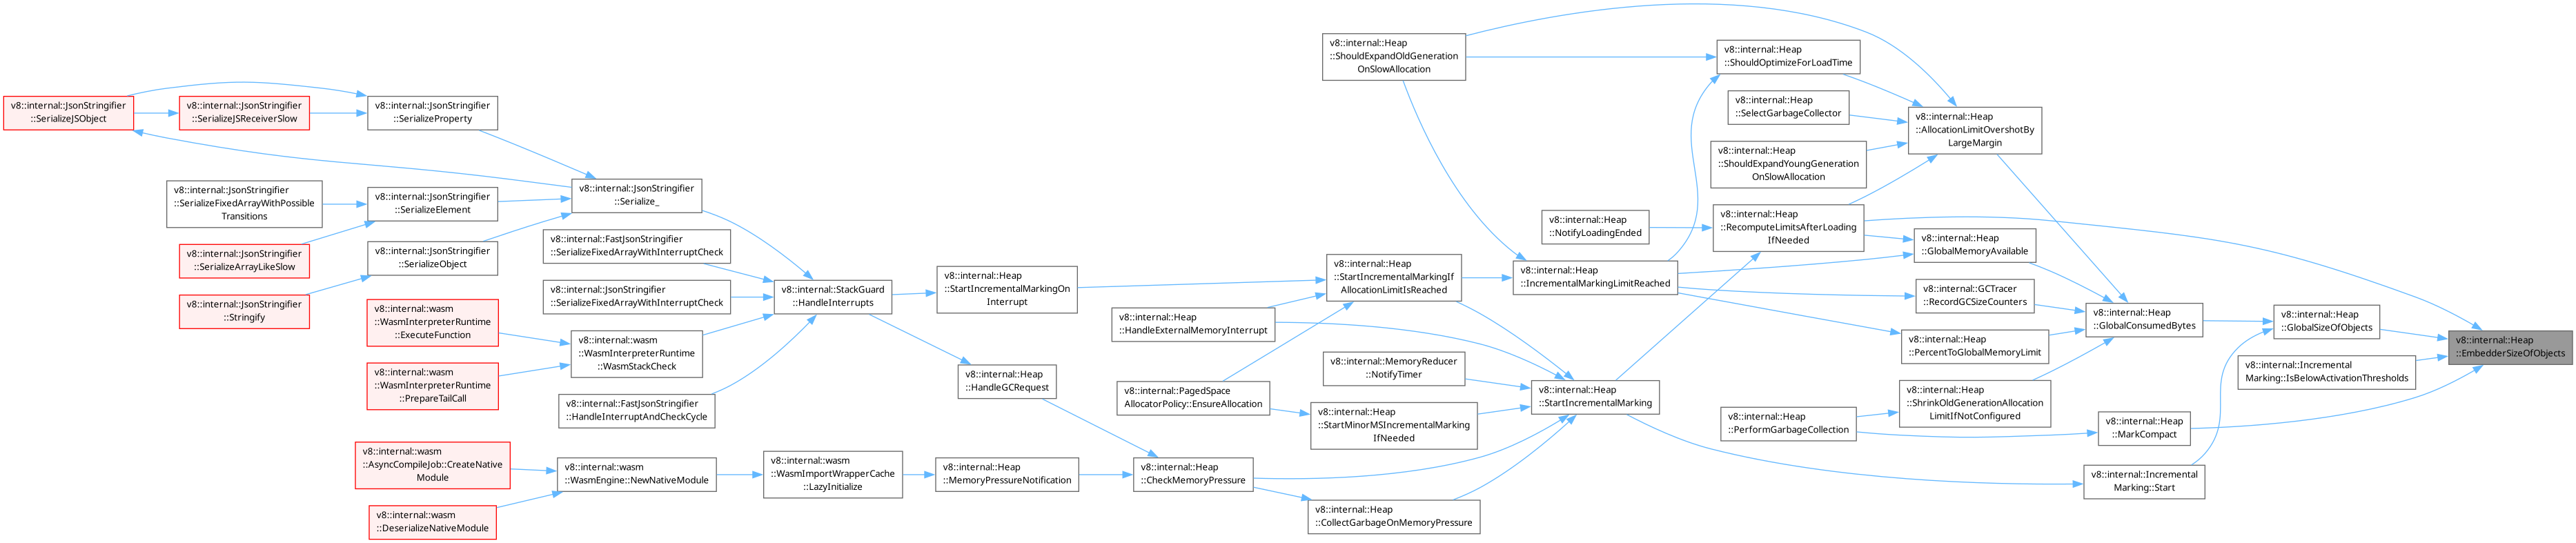 v8::internal::JsonStringifier
::SerializeJSObject
v8::internal::JsonStringifier
::SerializeJSReceiverSlow
v8::internal::JsonStringifier
::SerializeProperty
v8::internal::JsonStringifier
::SerializeFixedArrayWithPossible
Transitions
v8::internal::JsonStringifier
::SerializeElement
v8::internal::JsonStringifier
::SerializeArrayLikeSlow
v8::internal::JsonStringifier
::SerializeObject
v8::internal::JsonStringifier
::Stringify
v8::internal::wasm
::WasmInterpreterRuntime
::ExecuteFunction
v8::internal::wasm
::WasmInterpreterRuntime
::PrepareTailCall
v8::internal::wasm
::AsyncCompileJob::CreateNative
Module
v8::internal::wasm
::DeserializeNativeModule
v8::internal::JsonStringifier
::Serialize_
v8::internal::FastJsonStringifier
::SerializeFixedArrayWithInterruptCheck
v8::internal::JsonStringifier
::SerializeFixedArrayWithInterruptCheck
v8::internal::wasm
::WasmInterpreterRuntime
::WasmStackCheck
v8::internal::FastJsonStringifier
::HandleInterruptAndCheckCycle
v8::internal::wasm
::WasmEngine::NewNativeModule
v8::internal::StackGuard
::HandleInterrupts
v8::internal::wasm
::WasmImportWrapperCache
::LazyInitialize
v8::internal::Heap
::StartIncrementalMarkingOn
Interrupt
v8::internal::Heap
::HandleGCRequest
v8::internal::Heap
::MemoryPressureNotification
v8::internal::Heap
::HandleExternalMemoryInterrupt
v8::internal::PagedSpace
AllocatorPolicy::EnsureAllocation
v8::internal::Heap
::CheckMemoryPressure
v8::internal::Heap
::ShouldExpandOldGeneration
OnSlowAllocation
v8::internal::Heap
::StartIncrementalMarkingIf
AllocationLimitIsReached
v8::internal::MemoryReducer
::NotifyTimer
v8::internal::Heap
::StartMinorMSIncrementalMarking
IfNeeded
v8::internal::Heap
::CollectGarbageOnMemoryPressure
v8::internal::Heap
::NotifyLoadingEnded
v8::internal::Heap
::IncrementalMarkingLimitReached
v8::internal::Heap
::StartIncrementalMarking
v8::internal::Heap
::ShouldOptimizeForLoadTime
v8::internal::Heap
::SelectGarbageCollector
v8::internal::Heap
::ShouldExpandYoungGeneration
OnSlowAllocation
v8::internal::Heap
::RecomputeLimitsAfterLoading
IfNeeded
v8::internal::Heap
::PerformGarbageCollection
v8::internal::Heap
::AllocationLimitOvershotBy
LargeMargin
v8::internal::Heap
::GlobalMemoryAvailable
v8::internal::GCTracer
::RecordGCSizeCounters
v8::internal::Heap
::PercentToGlobalMemoryLimit
v8::internal::Heap
::ShrinkOldGenerationAllocation
LimitIfNotConfigured
v8::internal::Heap
::GlobalConsumedBytes
v8::internal::Heap
::MarkCompact
v8::internal::Incremental
Marking::Start
v8::internal::Heap
::GlobalSizeOfObjects
v8::internal::Incremental
Marking::IsBelowActivationThresholds
v8::internal::Heap
::EmbedderSizeOfObjects